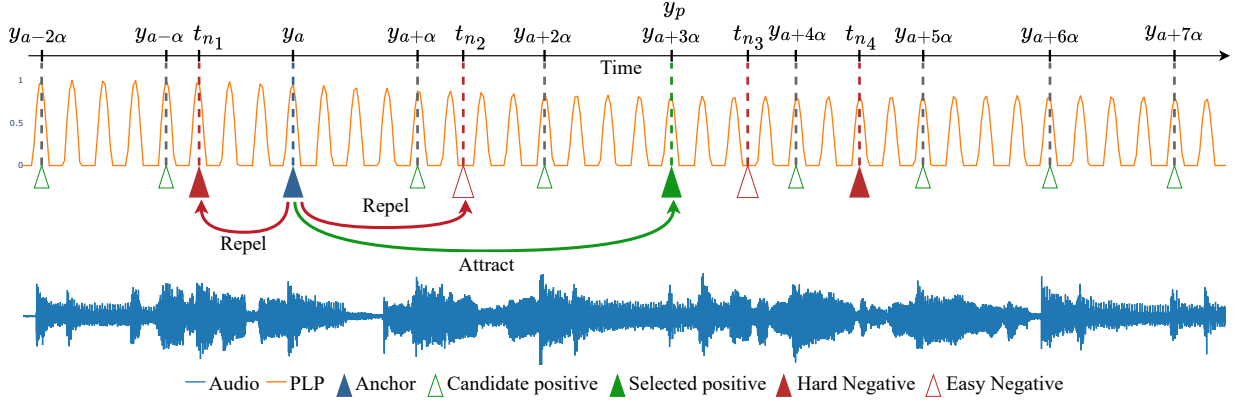 y_p
y_{a-2α} y_{a-α} t_{n_1} y_a y_{a+α} t_{n_2} y_{a+2α} y_{a+3α} t_{n_3} y_{a+4α} t_{n_4} y_{a+5α} y_{a+6α} y_{a+7α}
Time
1
0.5
0
Repel
Repel
Attract
Audio PLP Anchor Candidate positive Selected positive Hard Negative Easy Negative